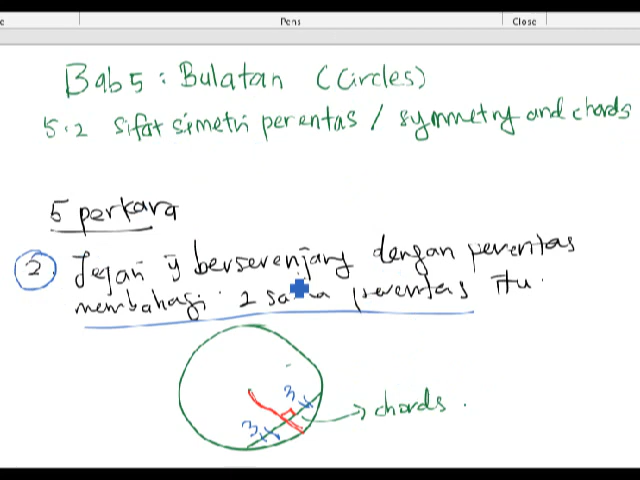 Pens Close
Bab 5 : Bulatan (Circles)
5.2 sifat simetri perentas / symmetry and chords
5 perkara
2 Jejari yg berserenjang dengan perentas
membahagi 2 sama perentas itu.
3
3
chords.